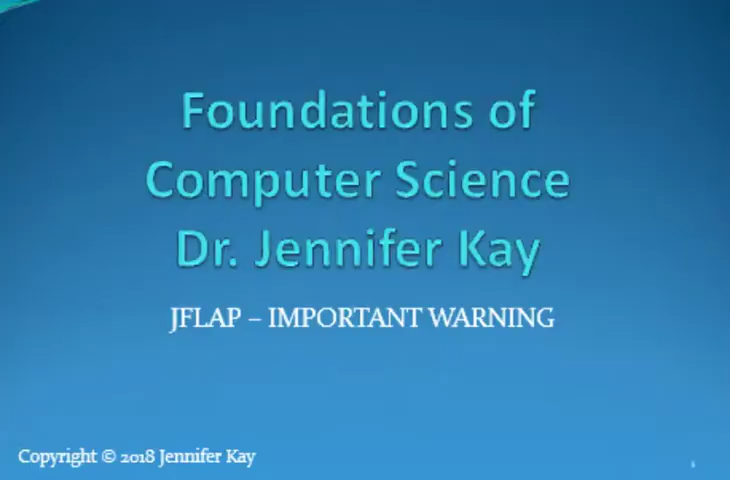 Foundations of
Computer Science
Dr. Jennifer Kay
JFLAP – IMPORTANT WARNING
Copyright © 2018 Jennifer Kay